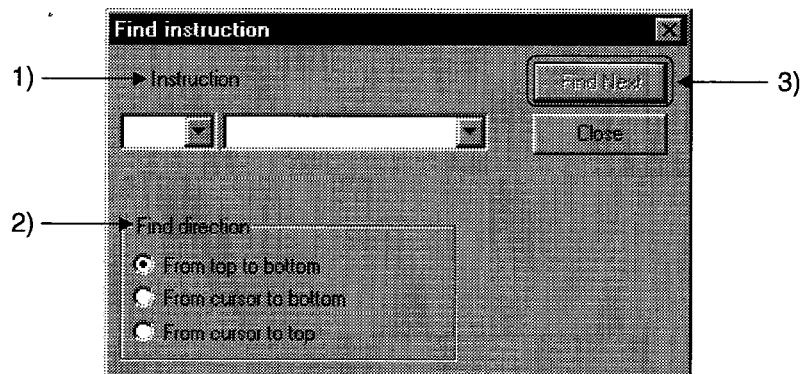 Find instruction
1) Instruction
Find Next 3)
Close
2) Find direction
From top to bottom
From cursor to bottom
From cursor to top